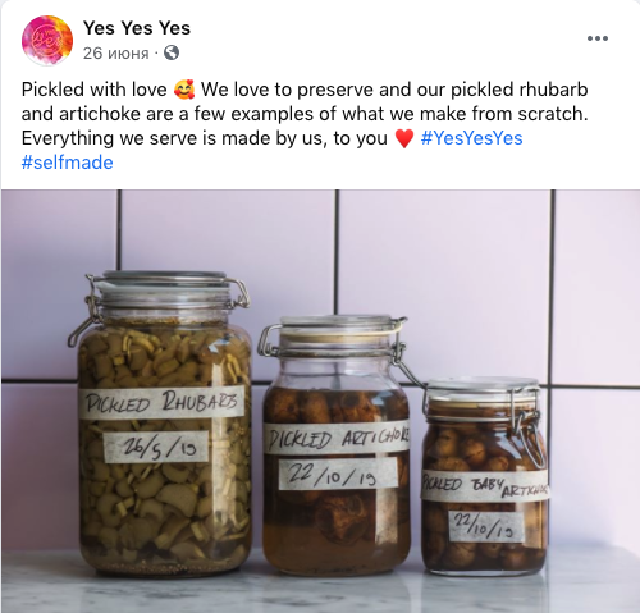 Yes Yes Yes
26 июня
Pickled with love 🥰 We love to preserve and our pickled rhubarb
and artichoke are a few examples of what we make from scratch.
Everything we serve is made by us, to you ♥️ #YesYesYes
#selfmade
PICKLED RHUBARB
26/5/19
PICKLED ARTICHOKE
22/10/19
PICKLED BABY ARTICHOKE
22/10/19